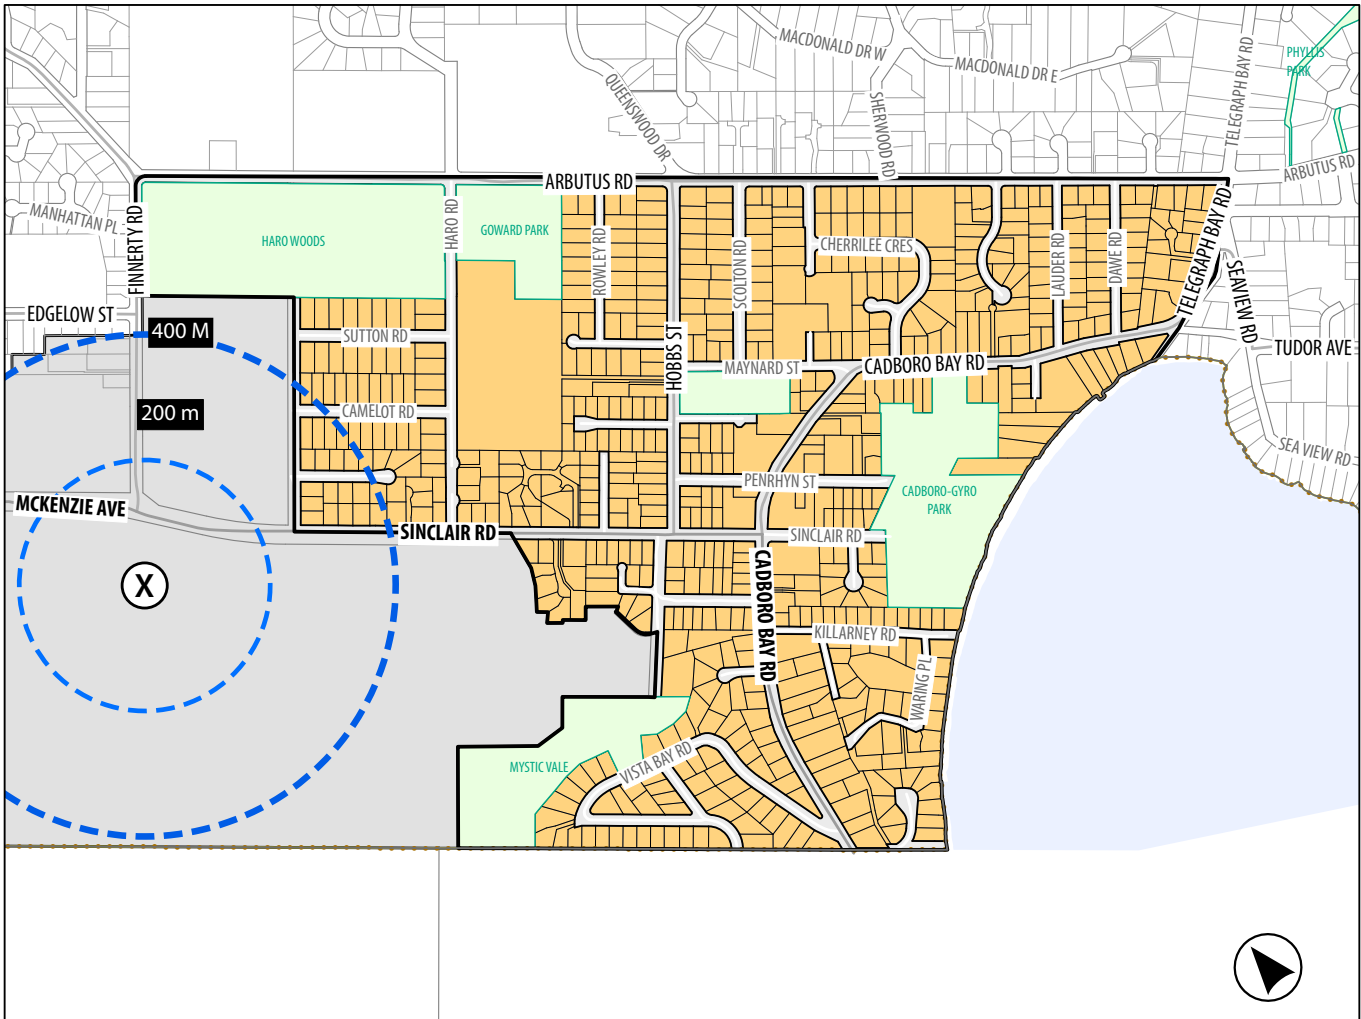 MACDONALD DR W
MACDONALD DR E
TELEGRAPH BAY RD
PHYLLIS
PARK
QUEENSWOOD DR
SHERWOOD RD
ARBUTUS RD
ARBUTUS RD
MANHATTAN PL
FINNERTY RD
HARO WOODS
HARO RD
GOWARD PARK
ROWLEY RD
SCOLTON RD
CHERRILEE CRES
LAUDER RD
DAWE RD
TELEGRAPH BAY RD
SEAVIEW RD
EDGELOW ST
400 M
SUTTON RD
HOBBS ST
MAYNARD ST
CADBORO BAY RD
TUDOR AVE
200 m
CAMELOT RD
SEA VIEW RD
PENRHYN ST
CADBORO-GYRO
PARK
MCKENZIE AVE
SINCLAIR RD
SINCLAIR RD
X
CADBORO BAY RD
KILLARNEY RD
WARING PL
MYSTIC VALE
VISTA BAY RD